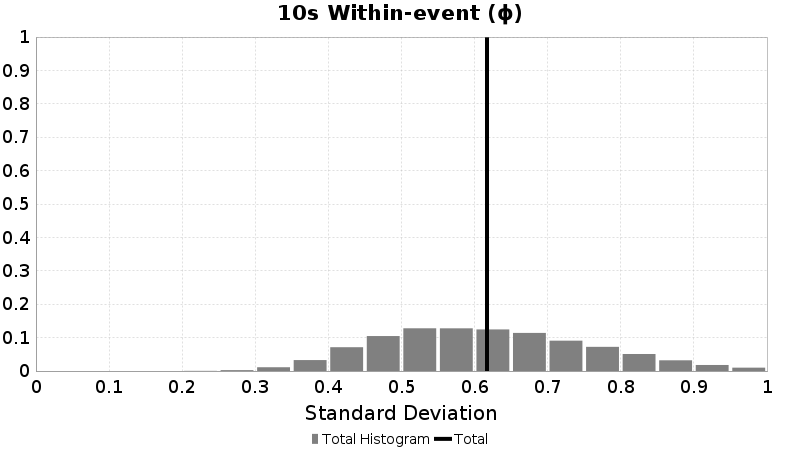 10s Within-event (ϕ)
1
0.9
0.8
0.7
0.6
0.5
0.4
0.3
0.2
0.1
0
0 0.1 0.2 0.3 0.4 0.5 0.6 0.7 0.8 0.9 1
Standard Deviation
Total Histogram Total